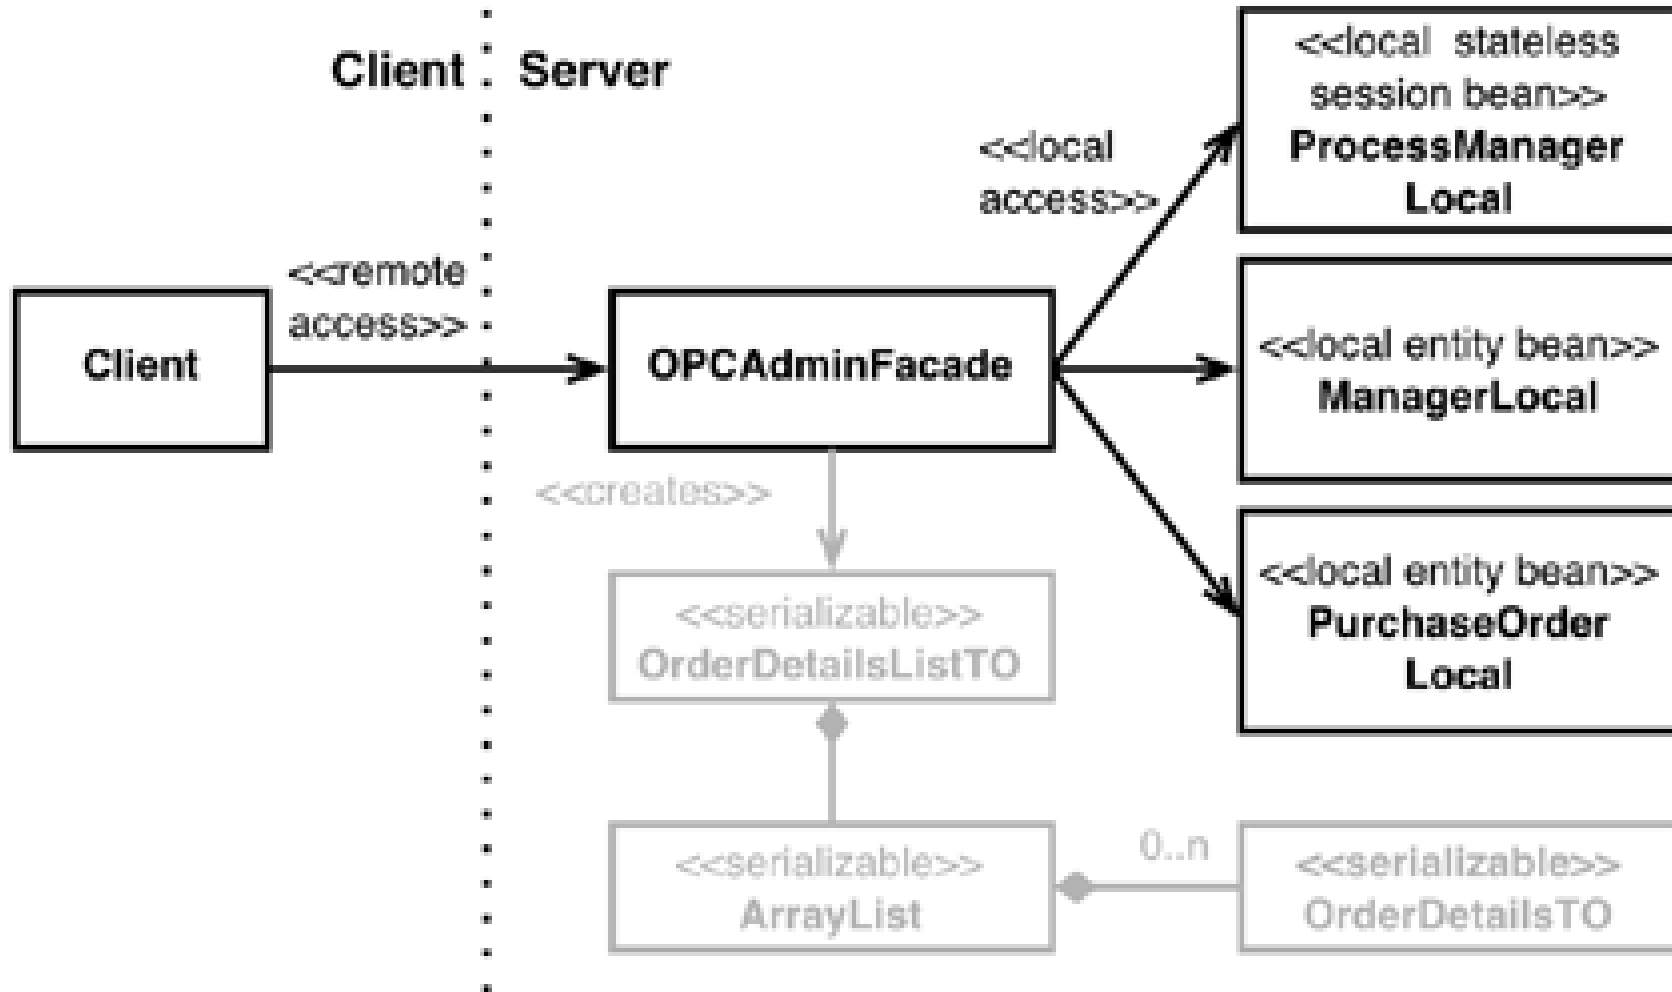 Client
Server
<<local stateless
session bean>>
ProcessManager
Local
<<local
access>>
<<remote
access>>
Client
OPCAdminFacade
<<local entity bean>>
ManagerLocal
<<creates>>
<<local entity bean>>
PurchaseOrder
Local
<<serializable>>
OrderDetailsListTO
<<serializable>>
ArrayList
0..n
<<serializable>>
OrderDetailsTO